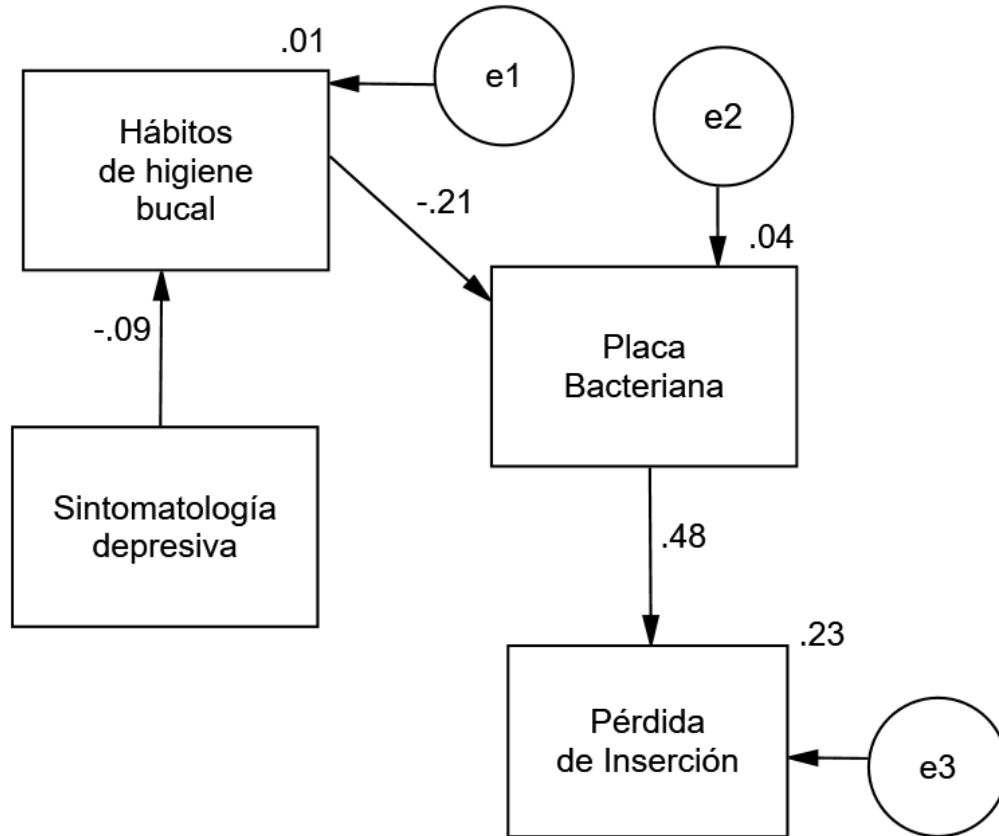 .01
e1
Hábitos
de higiene
bucal
e2
-.21
.04
-.09
Placa
Bacteriana
Sintomatología
depresiva
.48
.23
Pérdida
de Inserción
e3